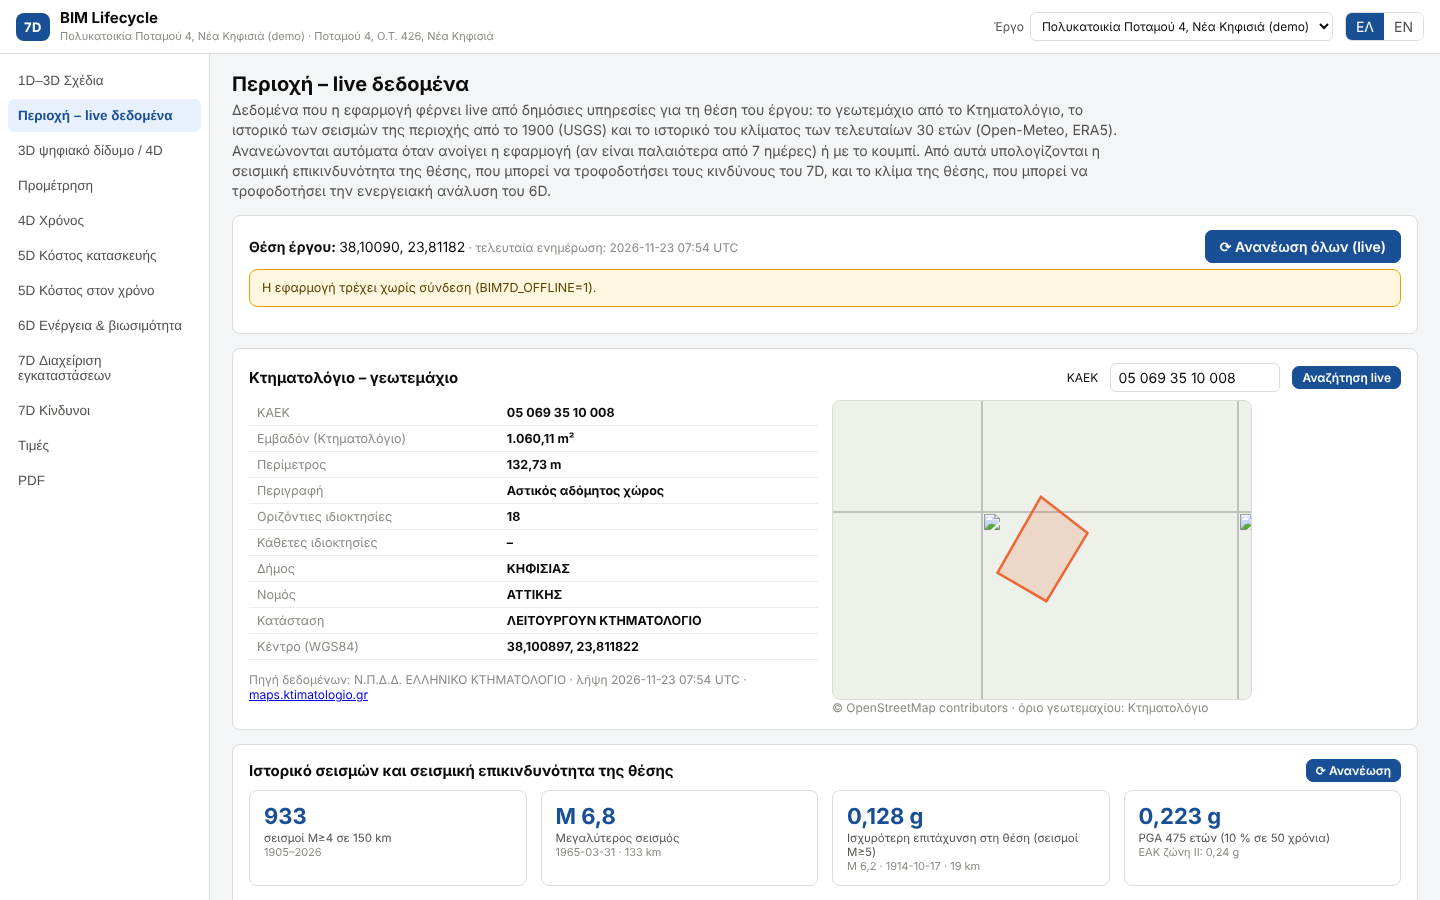 7D
BIM Lifecycle
Πολυκατοικία Ποταμού 4, Νέα Κηφισιά (demo) · Ποταμού 4, Ο.Τ. 426, Νέα Κηφισιά
Έργο
Πολυκατοικία Ποταμού 4, Νέα Κηφισιά (demo)
ΕΛ
EN
1D–3D Σχέδια
Περιοχή – live δεδομένα
3D ψηφιακό δίδυμο / 4D
Προμέτρηση
4D Χρόνος
5D Κόστος κατασκευής
5D Κόστος στον χρόνο
6D Ενέργεια & βιωσιμότητα
7D Διαχείριση
εγκαταστάσεων
7D Κίνδυνοι
Τιμές
PDF
Περιοχή – live δεδομένα
Δεδομένα που η εφαρμογή φέρνει live από δημόσιες υπηρεσίες για τη θέση του έργου: το γεωτεμάχιο από το Κτηματολόγιο, το
ιστορικό των σεισμών της περιοχής από το 1900 (USGS) και το ιστορικό του κλίματος των τελευταίων 30 ετών (Open-Meteo, ERA5).
Ανανεώνονται αυτόματα όταν ανοίγει η εφαρμογή (αν είναι παλαιότερα από 7 ημέρες) ή με το κουμπί. Από αυτά υπολογίζονται η
σεισμική επικινδυνότητα της θέσης, που μπορεί να τροφοδοτήσει τους κινδύνους του 7D, και το κλίμα της θέσης, που μπορεί να
τροφοδοτήσει την ενεργειακή ανάλυση του 6D.
Θέση έργου: 38,10090, 23,81182 · τελευταία ενημέρωση: 2026-11-23 07:54 UTC
⟳ Ανανέωση όλων (live)
Η εφαρμογή τρέχει χωρίς σύνδεση (BIM7D_OFFLINE=1).
Κτηματολόγιο – γεωτεμάχιο
ΚΑΕΚ
05 069 35 10 008
Αναζήτηση live
ΚΑΕΚ 05 069 35 10 008
Εμβαδόν (Κτηματολόγιο) 1.060,11 m²
Περίμετρος 132,73 m
Περιγραφή Αστικός αδόμητος χώρος
Οριζόντιες ιδιοκτησίες 18
Κάθετες ιδιοκτησίες –
Δήμος ΚΗΦΙΣΙΑΣ
Νομός ΑΤΤΙΚΗΣ
Κατάσταση ΛΕΙΤΟΥΡΓΟΥΝ ΚΤΗΜΑΤΟΛΟΓΙΟ
Κέντρο (WGS84) 38,100897, 23,811822
Πηγή δεδομένων: Ν.Π.Δ.Δ. ΕΛΛΗΝΙΚΟ ΚΤΗΜΑΤΟΛΟΓΙΟ · λήψη 2026-11-23 07:54 UTC ·
maps.ktimatologio.gr
© OpenStreetMap contributors · όριο γεωτεμαχίου: Κτηματολόγιο
Ιστορικό σεισμών και σεισμική επικινδυνότητα της θέσης
⟳ Ανανέωση
933
σεισμοί M≥4 σε 150 km
1905–2026
M 6,8
Μεγαλύτερος σεισμός
1965-03-31 · 133 km
0,128 g
Ισχυρότερη επιτάχυνση στη θέση (σεισμοί
M≥5)
M 6,2 · 1914-10-17 · 19 km
0,223 g
PGA 475 ετών (10 % σε 50 χρόνια)
ΕΑΚ ζώνη II: 0,24 g